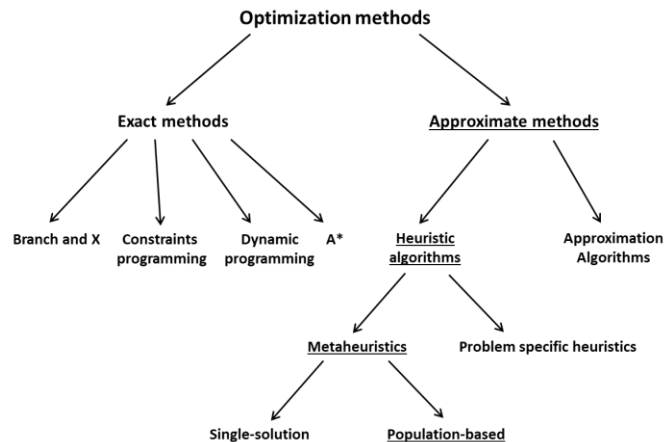 Optimization methods
Exact methods
Approximate methods
Branch and X
Constraints
programming
Dynamic
programming
A*
Heuristic
algorithms
Approximation
Algorithms
Metaheuristics
Problem specific heuristics
Single-solution
Population-based